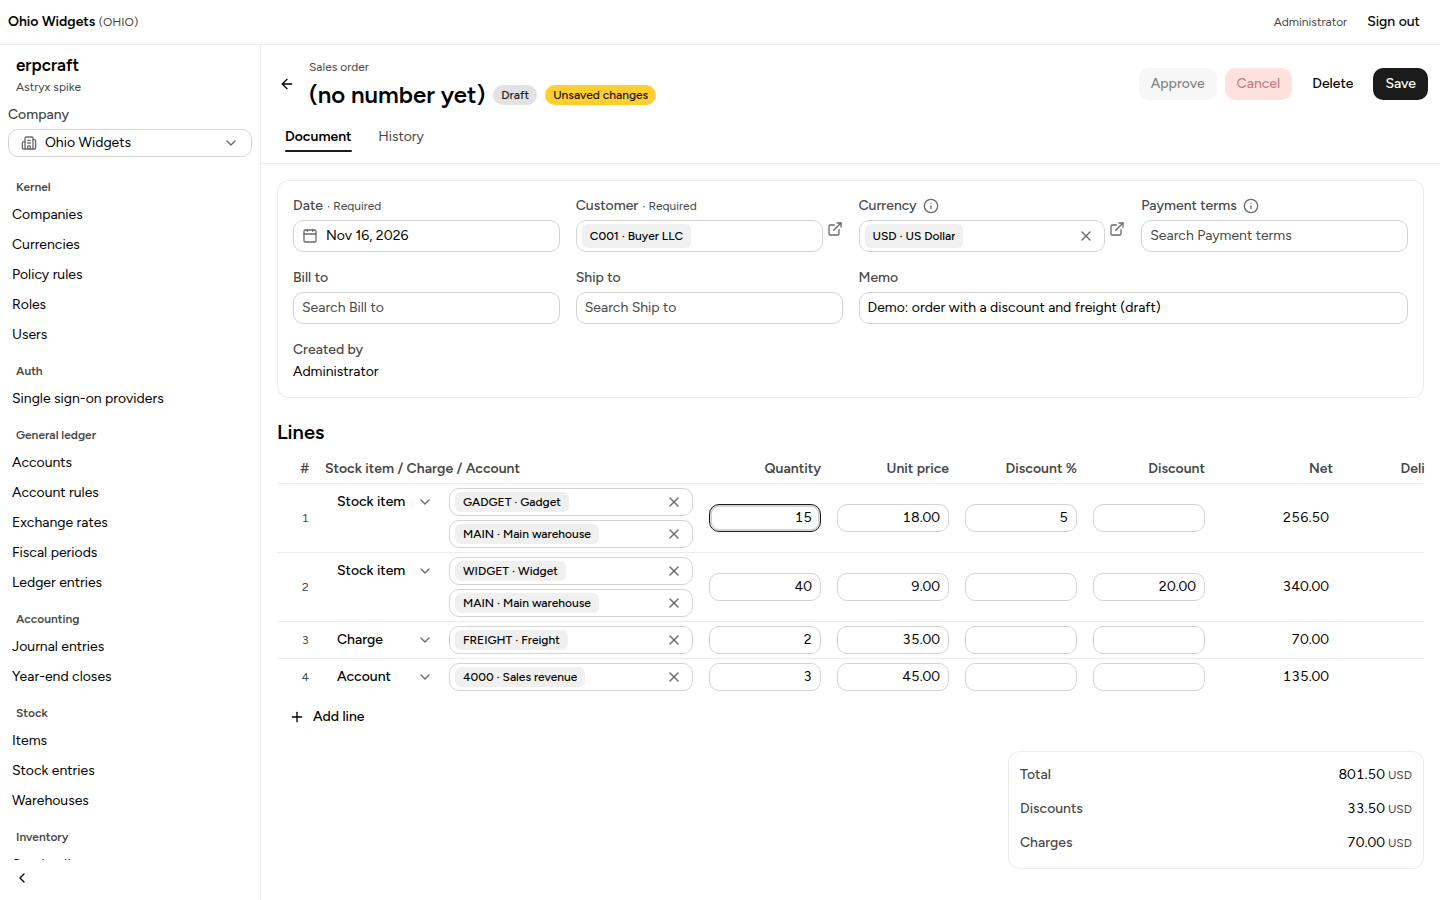 Ohio Widgets (OHIO)
Administrator
Sign out
erpcraft
Astryx spike
Company
Ohio Widgets
Kernel
Companies
Currencies
Policy rules
Roles
Users
Auth
Single sign-on providers
General ledger
Accounts
Account rules
Exchange rates
Fiscal periods
Ledger entries
Accounting
Journal entries
Year-end closes
Stock
Items
Stock entries
Warehouses
Inventory
Sales order
(no number yet) Draft Unsaved changes
Approve Cancel Delete Save
Document History
Date · Required Customer · Required Currency Payment terms
Nov 16, 2026 C001 · Buyer LLC USD · US Dollar Search Payment terms
Bill to Ship to Memo
Search Bill to Search Ship to Demo: order with a discount and freight (draft)
Created by
Administrator
Lines
# Stock item / Charge / Account Quantity Unit price Discount % Discount Net Deli
1 Stock item GADGET · Gadget 15 18.00 5 256.50
MAIN · Main warehouse
2 Stock item WIDGET · Widget 40 9.00 20.00 340.00
MAIN · Main warehouse
3 Charge FREIGHT · Freight 2 35.00 70.00
4 Account 4000 · Sales revenue 3 45.00 135.00
Add line
Total 801.50 USD
Discounts 33.50 USD
Charges 70.00 USD